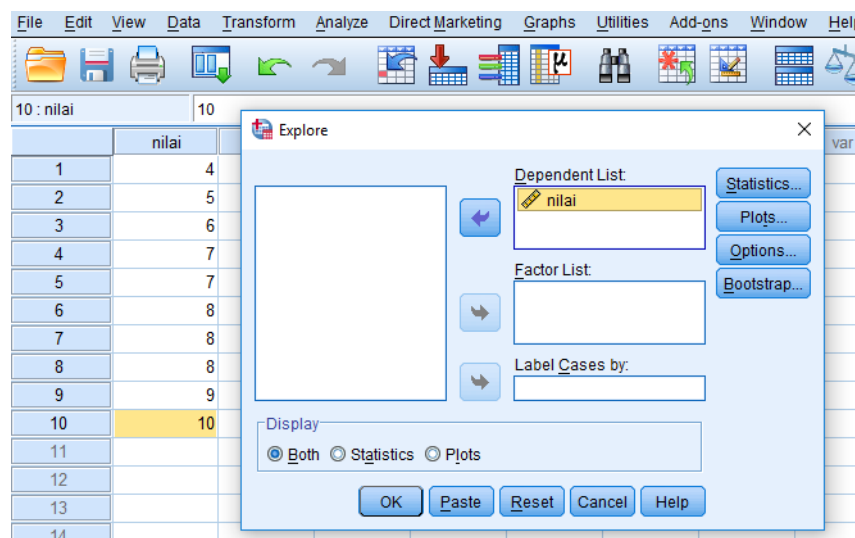 File Edit View Data Transform Analyze Direct Marketing Graphs Utilities Add-ons Window Help
10 : nilai 10
nilai var
1 4
2 5
3 6
4 7
5 7
6 8
7 8
8 8
9 9
10 10
11
12
13
14
Explore
Dependent List:
nilai
Factor List:
Label Cases by:
Statistics...
Plots...
Options...
Bootstrap...
Display
Both Statistics Plots
OK Paste Reset Cancel Help